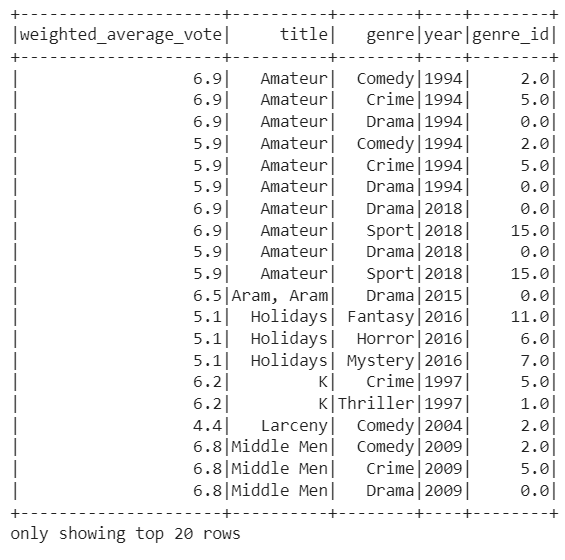 +--------------------+----------+--------+----+--------+
|weighted_average_vote|     title|   genre|year|genre_id|
+--------------------+----------+--------+----+--------+
|                 6.9|   Amateur|  Comedy|1994|     2.0|
|                 6.9|   Amateur|   Crime|1994|     5.0|
|                 6.9|   Amateur|   Drama|1994|     0.0|
|                 5.9|   Amateur|  Comedy|1994|     2.0|
|                 5.9|   Amateur|   Crime|1994|     5.0|
|                 5.9|   Amateur|   Drama|1994|     0.0|
|                 6.9|   Amateur|   Drama|2018|     0.0|
|                 6.9|   Amateur|   Sport|2018|    15.0|
|                 5.9|   Amateur|   Drama|2018|     0.0|
|                 5.9|   Amateur|   Sport|2018|    15.0|
|                 6.5|Aram, Aram|   Drama|2015|     0.0|
|                 5.1|  Holidays| Fantasy|2016|    11.0|
|                 5.1|  Holidays|  Horror|2016|     6.0|
|                 5.1|  Holidays| Mystery|2016|     7.0|
|                 6.2|         K|   Crime|1997|     5.0|
|                 6.2|         K|Thriller|1997|     1.0|
|                 4.4|   Larceny|  Comedy|2004|     2.0|
|                 6.8|Middle Men|  Comedy|2009|     2.0|
|                 6.8|Middle Men|   Crime|2009|     5.0|
|                 6.8|Middle Men|   Drama|2009|     0.0|
+--------------------+----------+--------+----+--------+
only showing top 20 rows